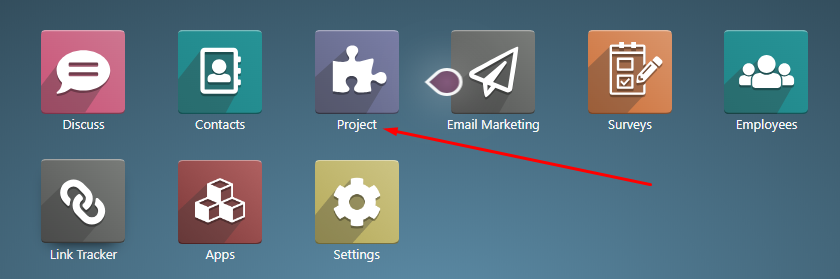 Discuss
Contacts
Project
Email Marketing
Surveys
Employees
Link Tracker
Apps
Settings